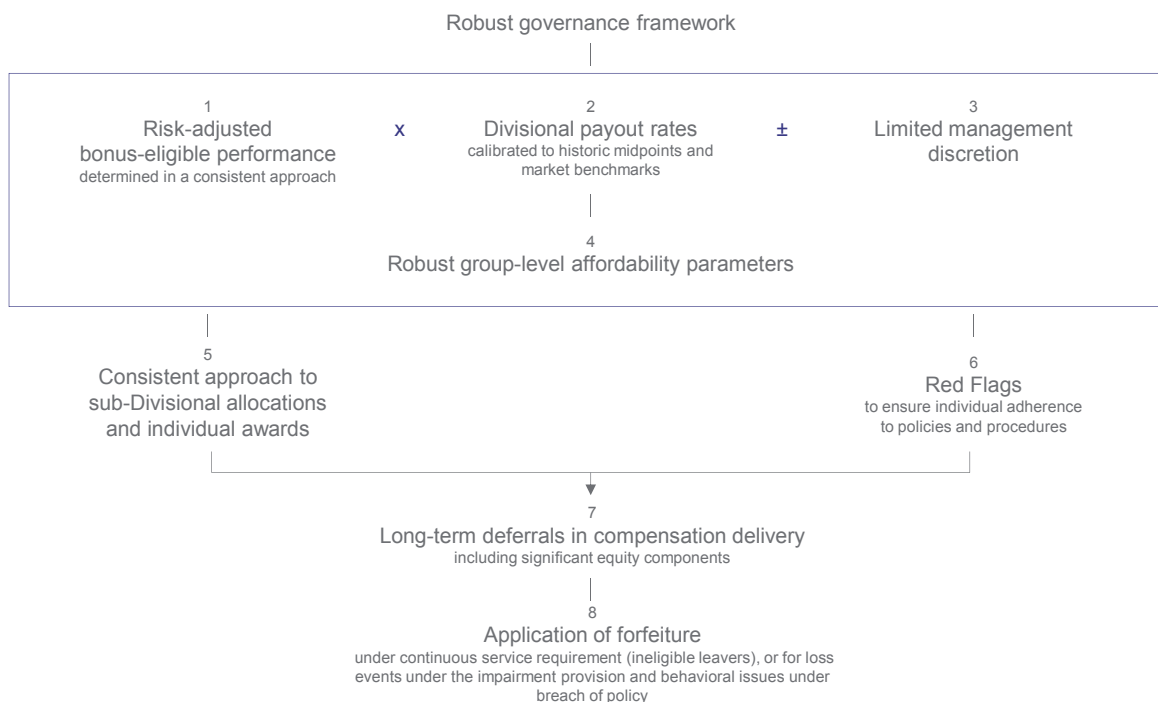 Robust governance framework
1
Risk-adjusted
bonus-eligible performance
determined in a consistent approach
x
2
Divisional payout rates
calibrated to historic midpoints and
market benchmarks
±
3
Limited management
discretion
4
Robust group-level affordability parameters
5
Consistent approach to
sub-Divisional allocations
and individual awards
6
Red Flags
to ensure individual adherence
to policies and procedures
7
Long-term deferrals in compensation delivery
including significant equity components
8
Application of forfeiture
under continuous service requirement (ineligible leavers), or for loss
events under the impairment provision and behavioral issues under
breach of policy